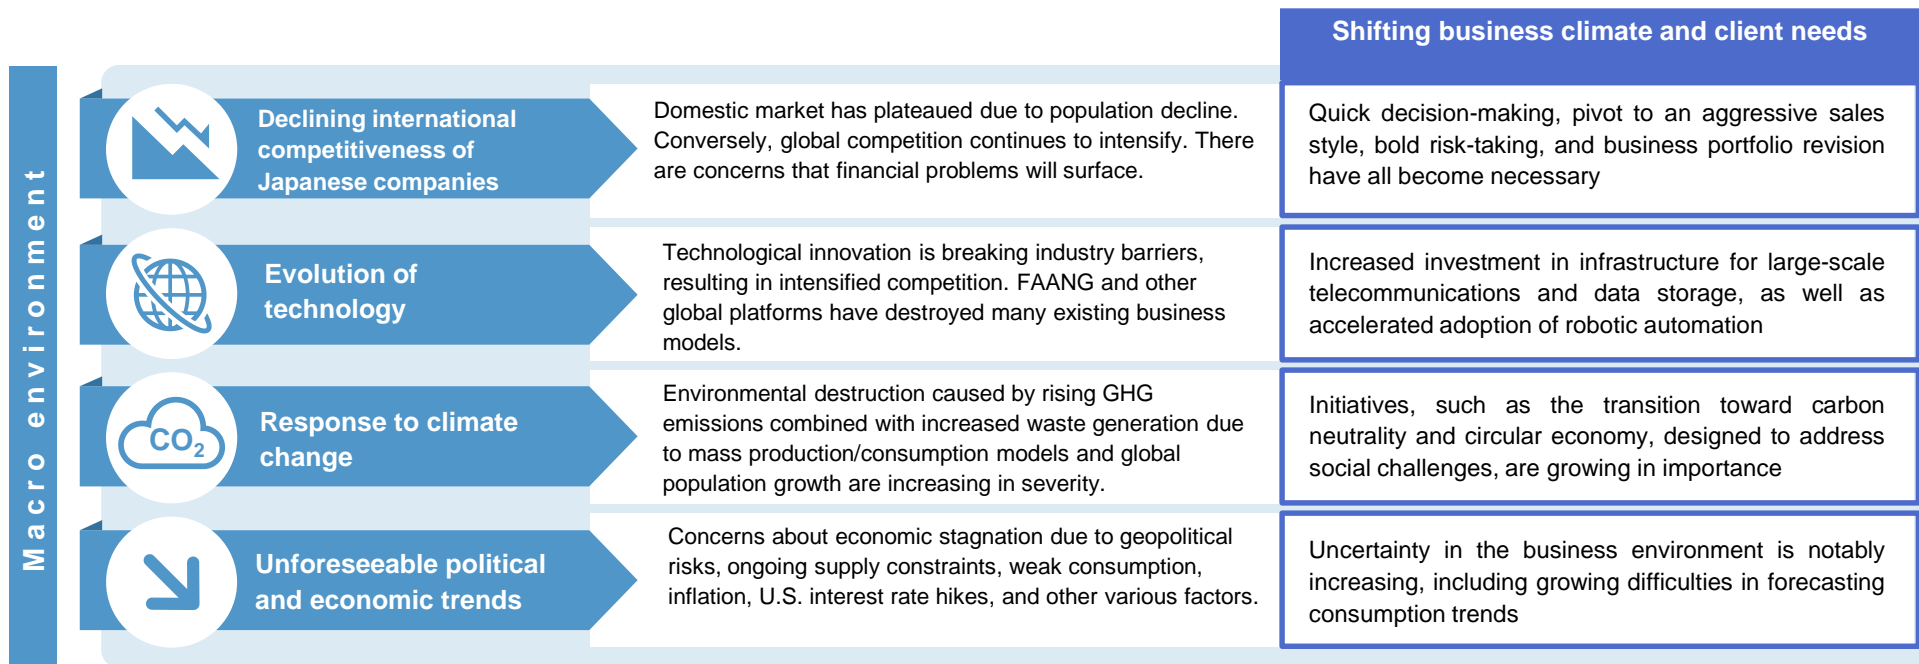 Shifting business climate and client needs
Macro environment
Declining international
competitiveness of
Japanese companies
Domestic market has plateaued due to population decline.
Conversely, global competition continues to intensify. There
are concerns that financial problems will surface.
Quick decision-making, pivot to an aggressive sales
style, bold risk-taking, and business portfolio revision
have all become necessary
Evolution of
technology
Technological innovation is breaking industry barriers,
resulting in intensified competition. FAANG and other
global platforms have destroyed many existing business
models.
Increased investment in infrastructure for large-scale
telecommunications and data storage, as well as
accelerated adoption of robotic automation
CO2
Response to climate
change
Environmental destruction caused by rising GHG
emissions combined with increased waste generation due
to mass production/consumption models and global
population growth are increasing in severity.
Initiatives, such as the transition toward carbon
neutrality and circular economy, designed to address
social challenges, are growing in importance
Unforeseeable political
and economic trends
Concerns about economic stagnation due to geopolitical
risks, ongoing supply constraints, weak consumption,
inflation, U.S. interest rate hikes, and other various factors.
Uncertainty in the business environment is notably
increasing, including growing difficulties in forecasting
consumption trends